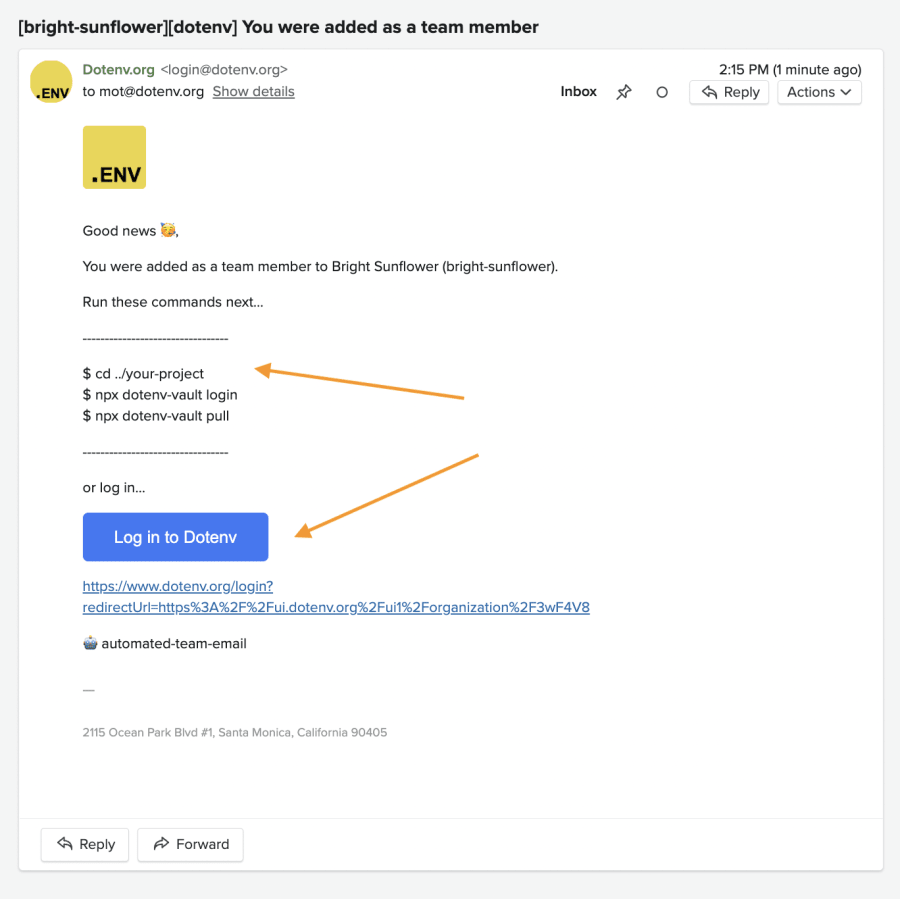 [bright-sunflower][dotenv] You were added as a team member
Dotenv.org <login@dotenv.org>
2:15 PM (1 minute ago)
.ENV
to mot@dotenv.org Show details
Inbox
Reply
Actions
.ENV
Good news 🥳,
You were added as a team member to Bright Sunflower (bright-sunflower).
Run these commands next...
---------------------------------
$ cd ../your-project
$ npx dotenv-vault login
$ npx dotenv-vault pull
---------------------------------
or log in...
Log in to Dotenv
https://www.dotenv.org/login?
redirectUrl=https%3A%2F%2Fui.dotenv.org%2Fui1%2Forganization%2F3wF4V8
🤖 automated-team-email
—
2115 Ocean Park Blvd #1, Santa Monica, California 90405
Reply
Forward